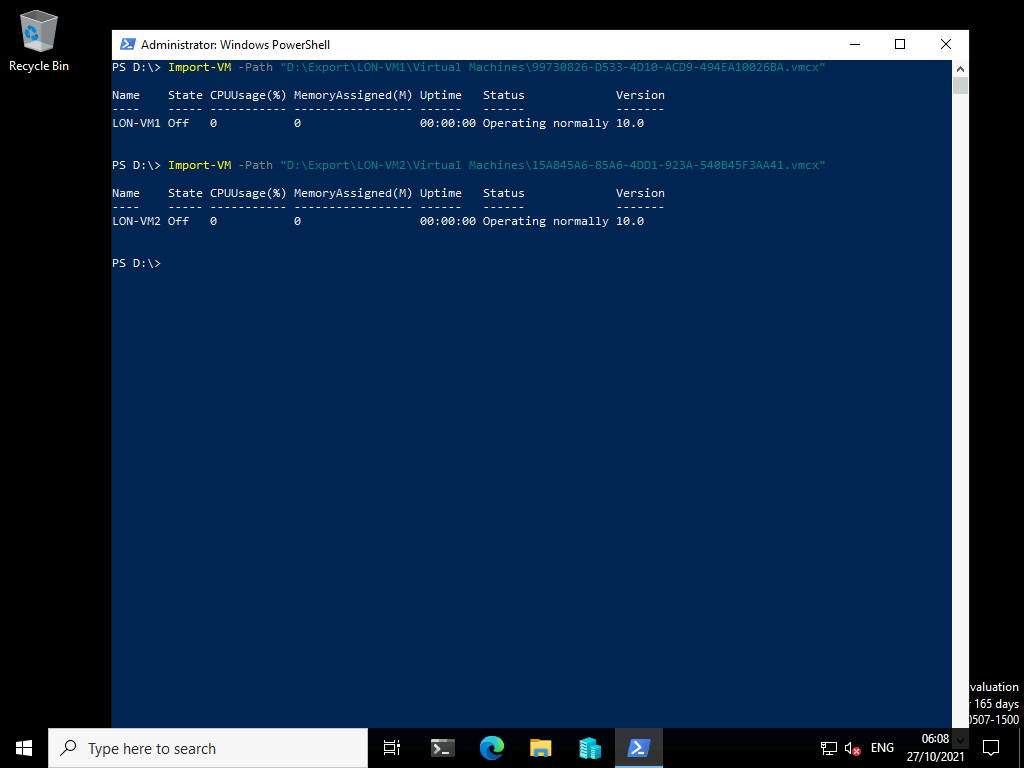 Recycle Bin
Administrator: Windows PowerShell
PS D:\> Import-VM -Path "D:\Export\LON-VM1\Virtual Machines\99730826-D533-4D10-ACD9-494EA10026BA.vmcx"
Name State CPUUsage(%) MemoryAssigned(M) Uptime Status Version
---- ----- ----------- ----------------- ------ ------ -------
LON-VM1 Off 0 0 00:00:00 Operating normally 10.0
PS D:\> Import-VM -Path "D:\Export\LON-VM2\Virtual Machines\15A845A6-85A6-4DD1-923A-540B45F3AA41.vmcx"
Name State CPUUsage(%) MemoryAssigned(M) Uptime Status Version
---- ----- ----------- ----------------- ------ ------ -------
LON-VM2 Off 0 0 00:00:00 Operating normally 10.0
PS D:\>
valuation
165 days
0507-1500
Type here to search
ENG
06:08
27/10/2021